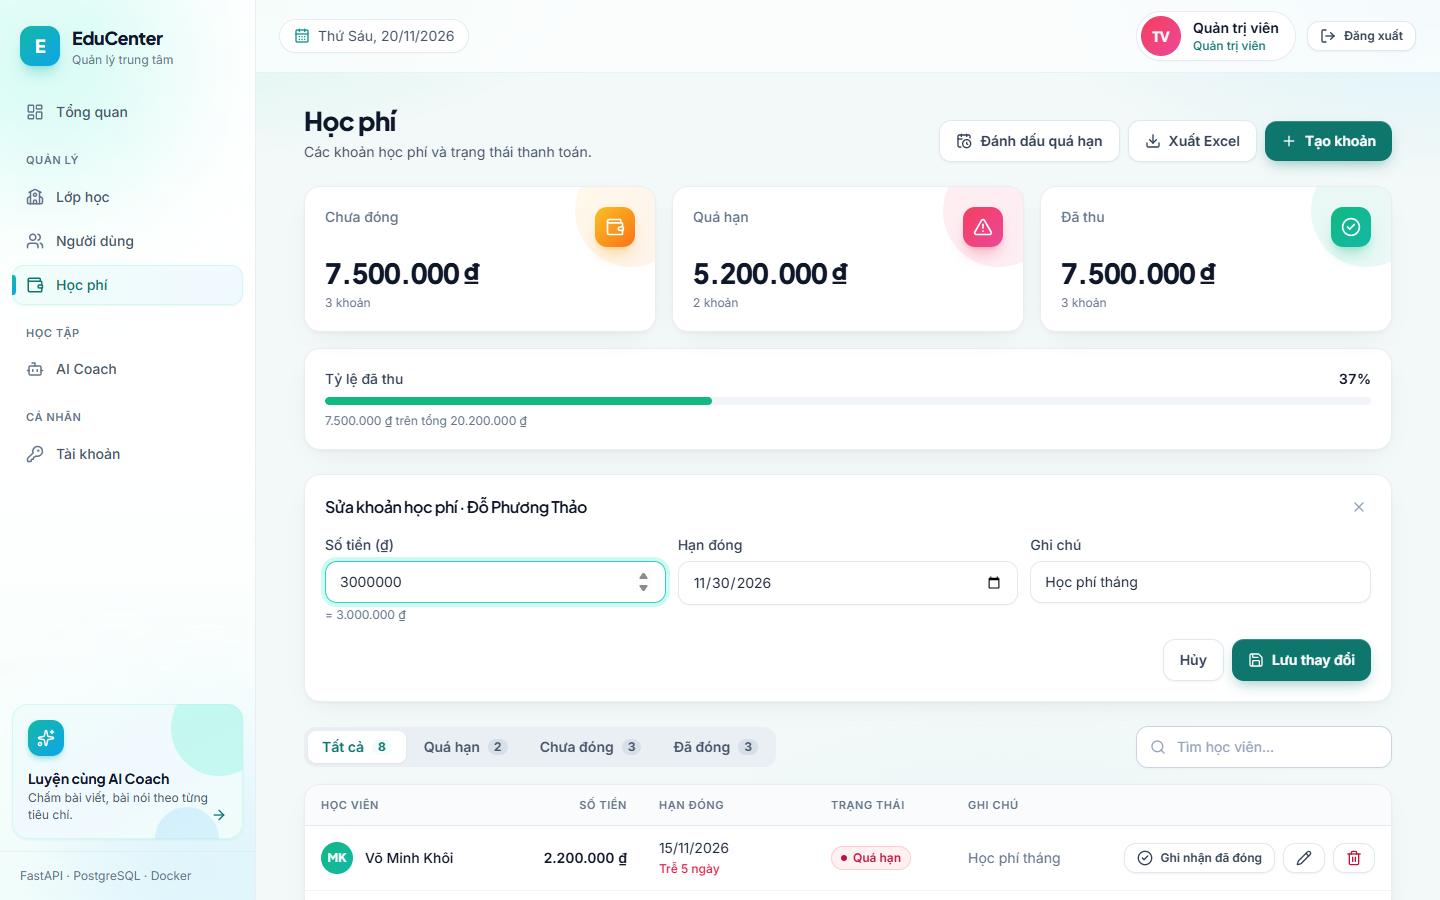 E
EduCenter
Quản lý trung tâm
Tổng quan
QUẢN LÝ
Lớp học
Người dùng
Học phí
HỌC TẬP
AI Coach
CÁ NHÂN
Tài khoản
Luyện cùng AI Coach
Chấm bài viết, bài nói theo từng
tiêu chí.
FastAPI · PostgreSQL · Docker
Thứ Sáu, 20/11/2026
TV
Quản trị viên
Quản trị viên
Đăng xuất
Học phí
Các khoản học phí và trạng thái thanh toán.
Đánh dấu quá hạn
Xuất Excel
Tạo khoản
Chưa đóng
7.500.000 ₫
3 khoản
Quá hạn
5.200.000 ₫
2 khoản
Đã thu
7.500.000 ₫
3 khoản
Tỷ lệ đã thu
37%
7.500.000 ₫ trên tổng 20.200.000 ₫
Sửa khoản học phí · Đỗ Phương Thảo
Số tiền (₫)
3000000
= 3.000.000 ₫
Hạn đóng
11/30/2026
Ghi chú
Học phí tháng
Hủy
Lưu thay đổi
Tất cả 8
Quá hạn 2
Chưa đóng 3
Đã đóng 3
Tìm học viên...
HỌC VIÊN SỐ TIỀN HẠN ĐÓNG TRẠNG THÁI GHI CHÚ
MK Võ Minh Khôi 2.200.000 ₫ 15/11/2026 Quá hạn Học phí tháng Ghi nhận đã đóng
Trễ 5 ngày